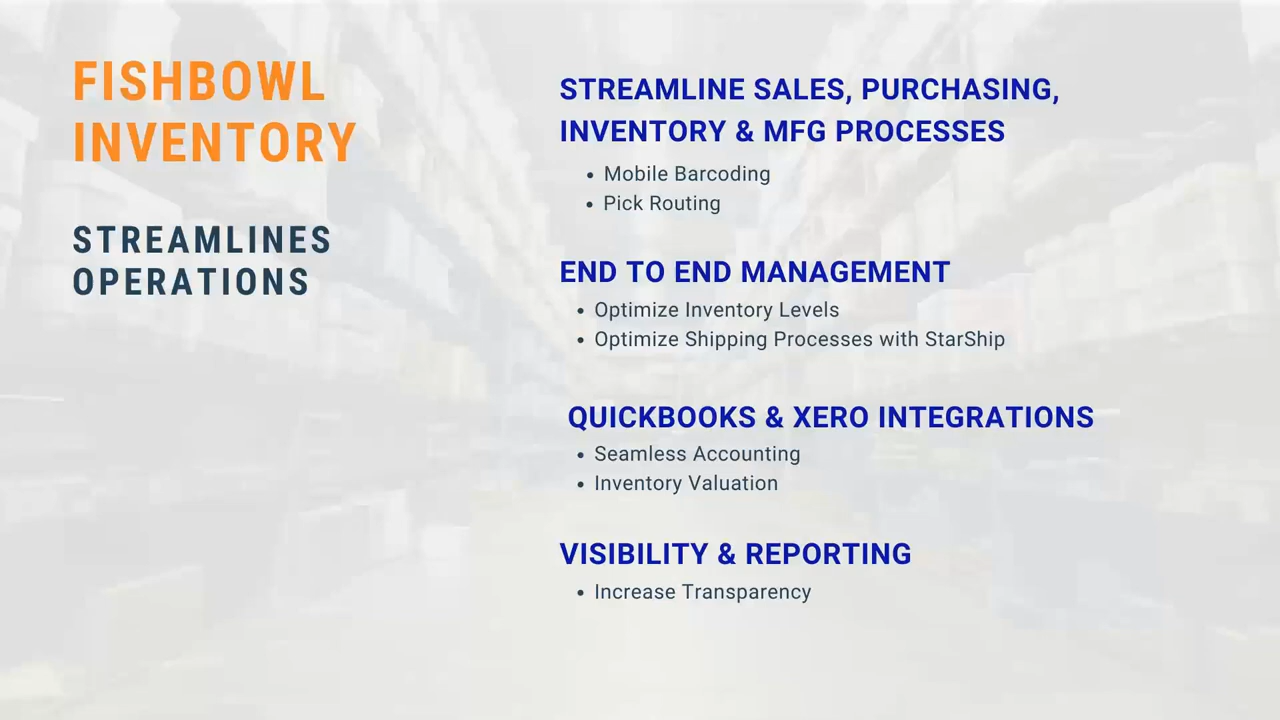 FISHBOWL
INVENTORY
STREAMLINES
OPERATIONS
STREAMLINE SALES, PURCHASING,
INVENTORY & MFG PROCESSES
• Mobile Barcoding
• Pick Routing
END TO END MANAGEMENT
• Optimize Inventory Levels
• Optimize Shipping Processes with StarShip
QUICKBOOKS & XERO INTEGRATIONS
• Seamless Accounting
• Inventory Valuation
VISIBILITY & REPORTING
• Increase Transparency